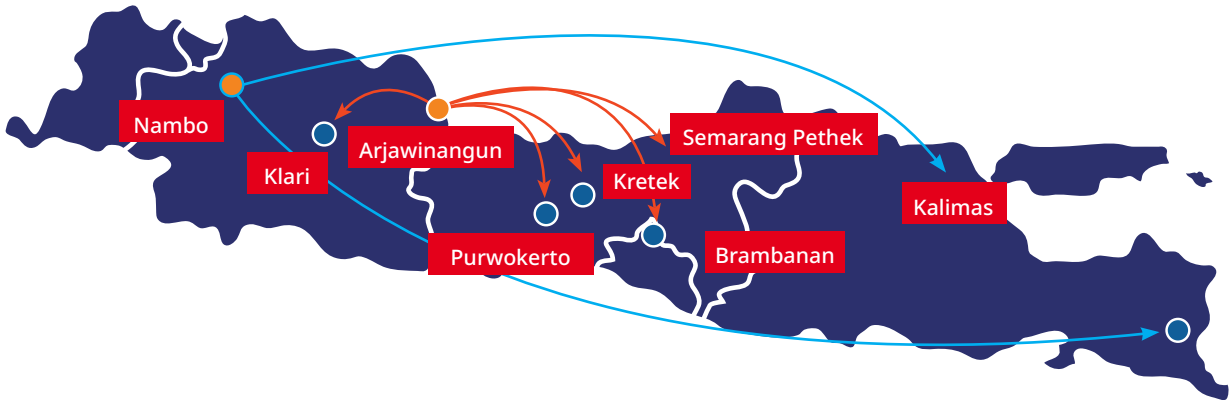 Nambo
Klari
Arjawinangun
Purwokerto
Kretek
Semarang Pethek
Brambanan
Kalimas